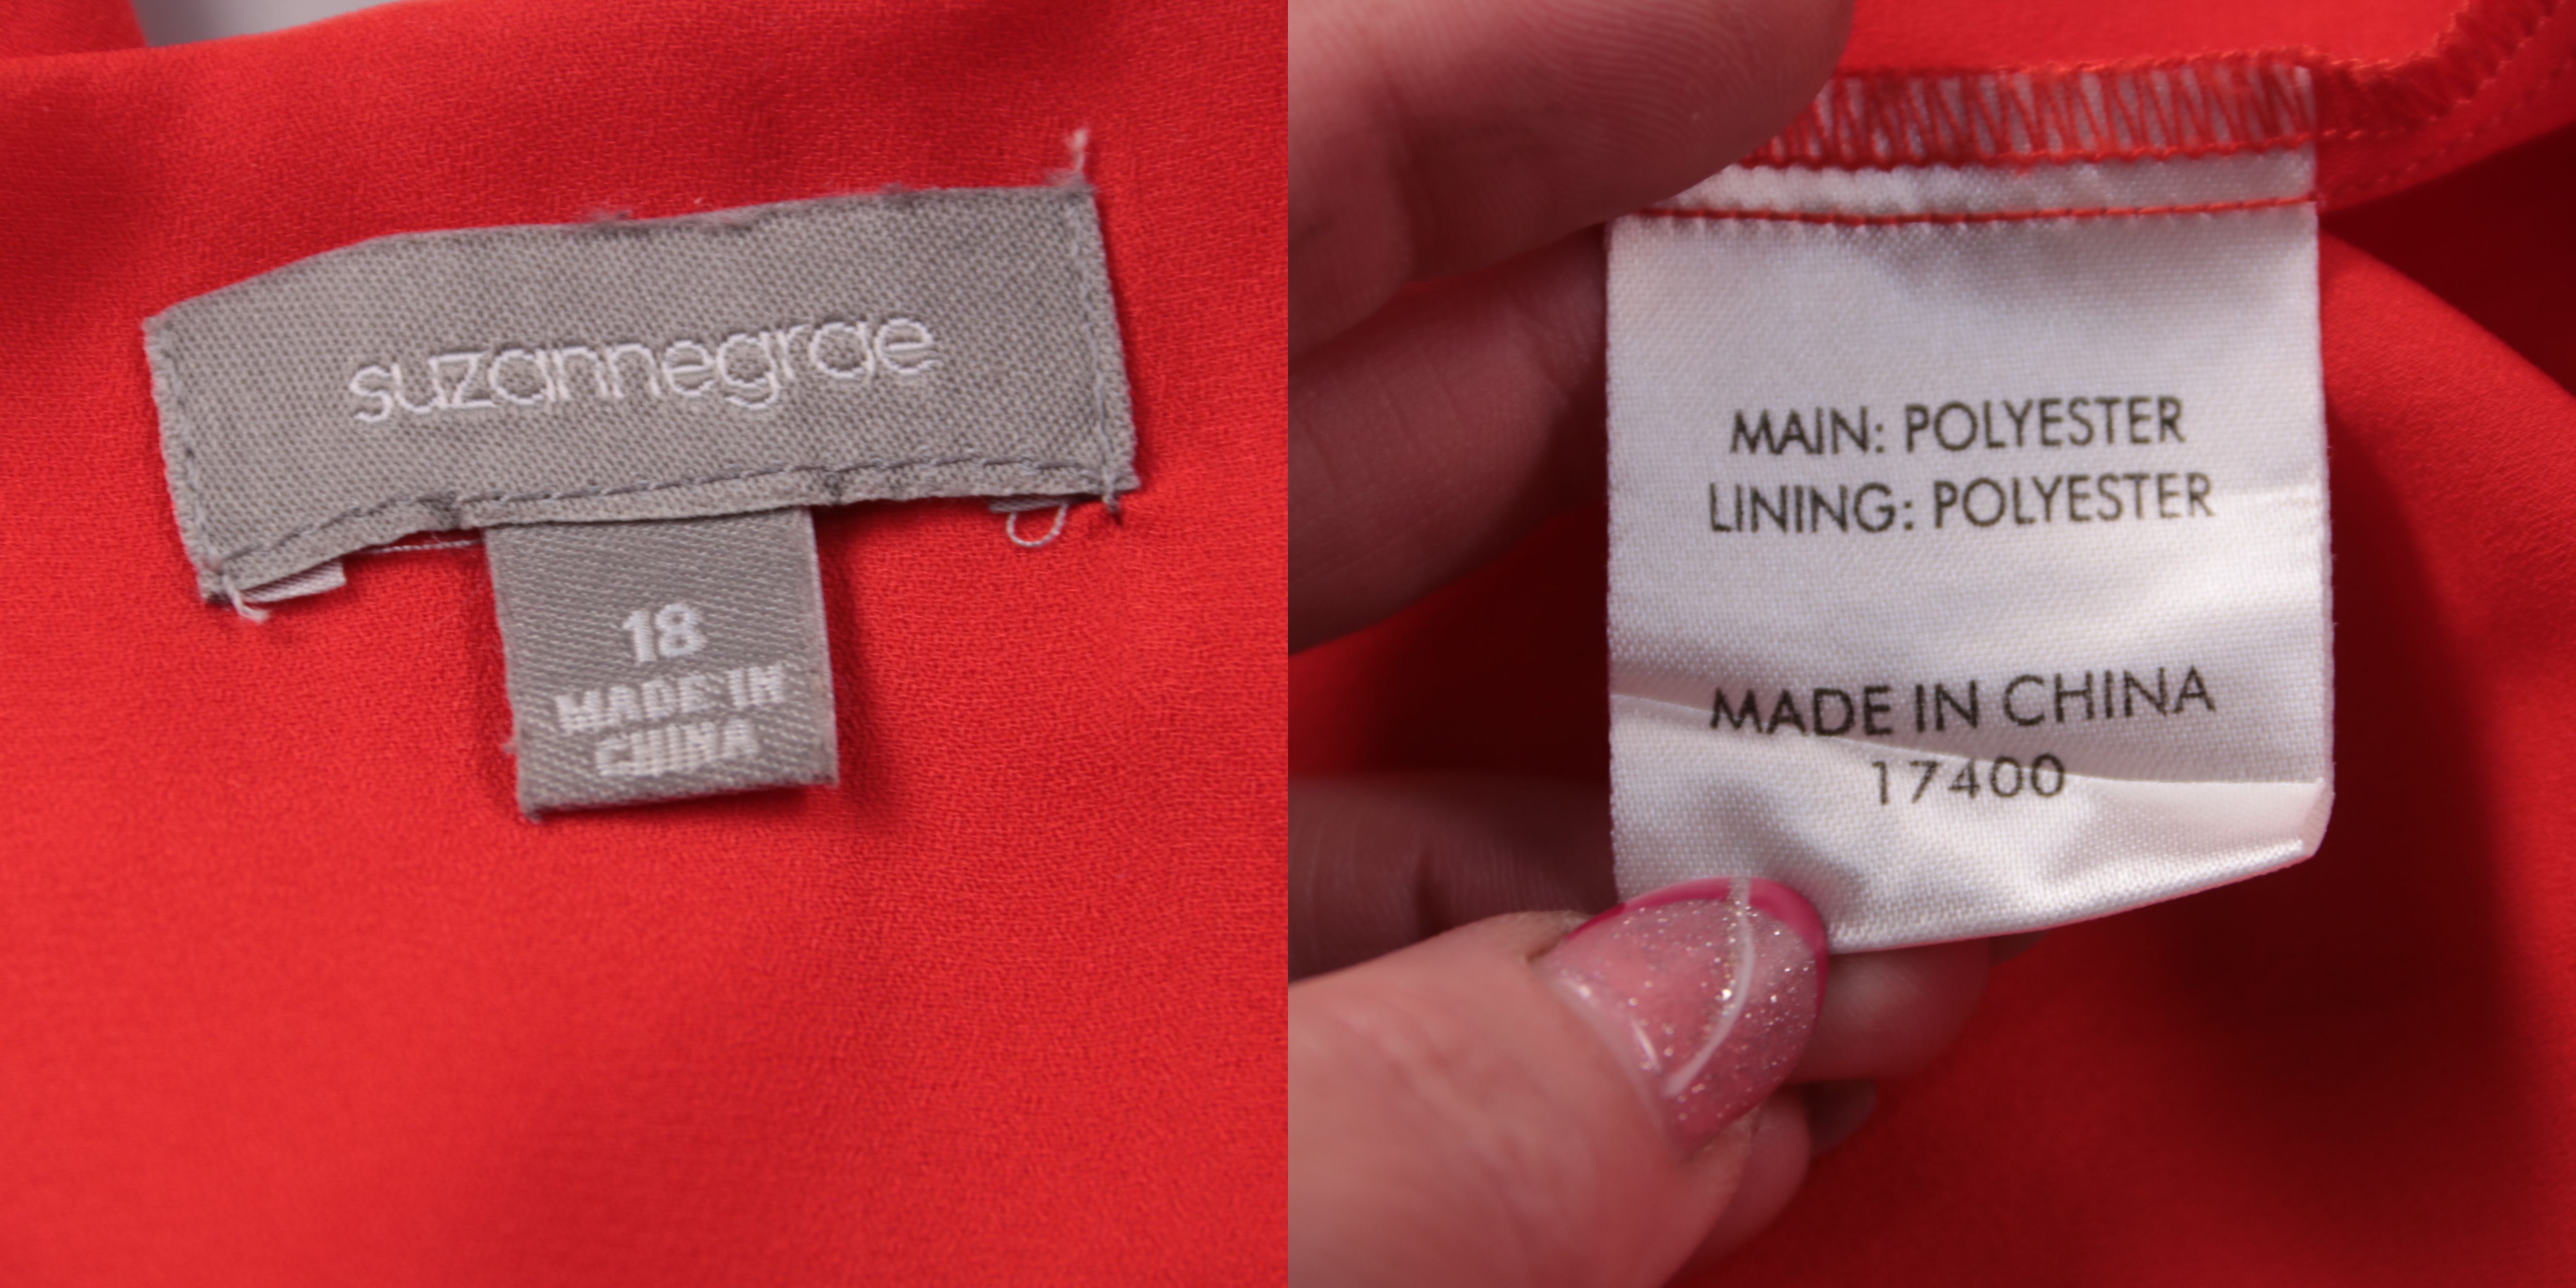 suzannegrae
18
MADE IN
CHINA
MAIN: POLYESTER
LINING: POLYESTER
MADE IN CHINA
17400